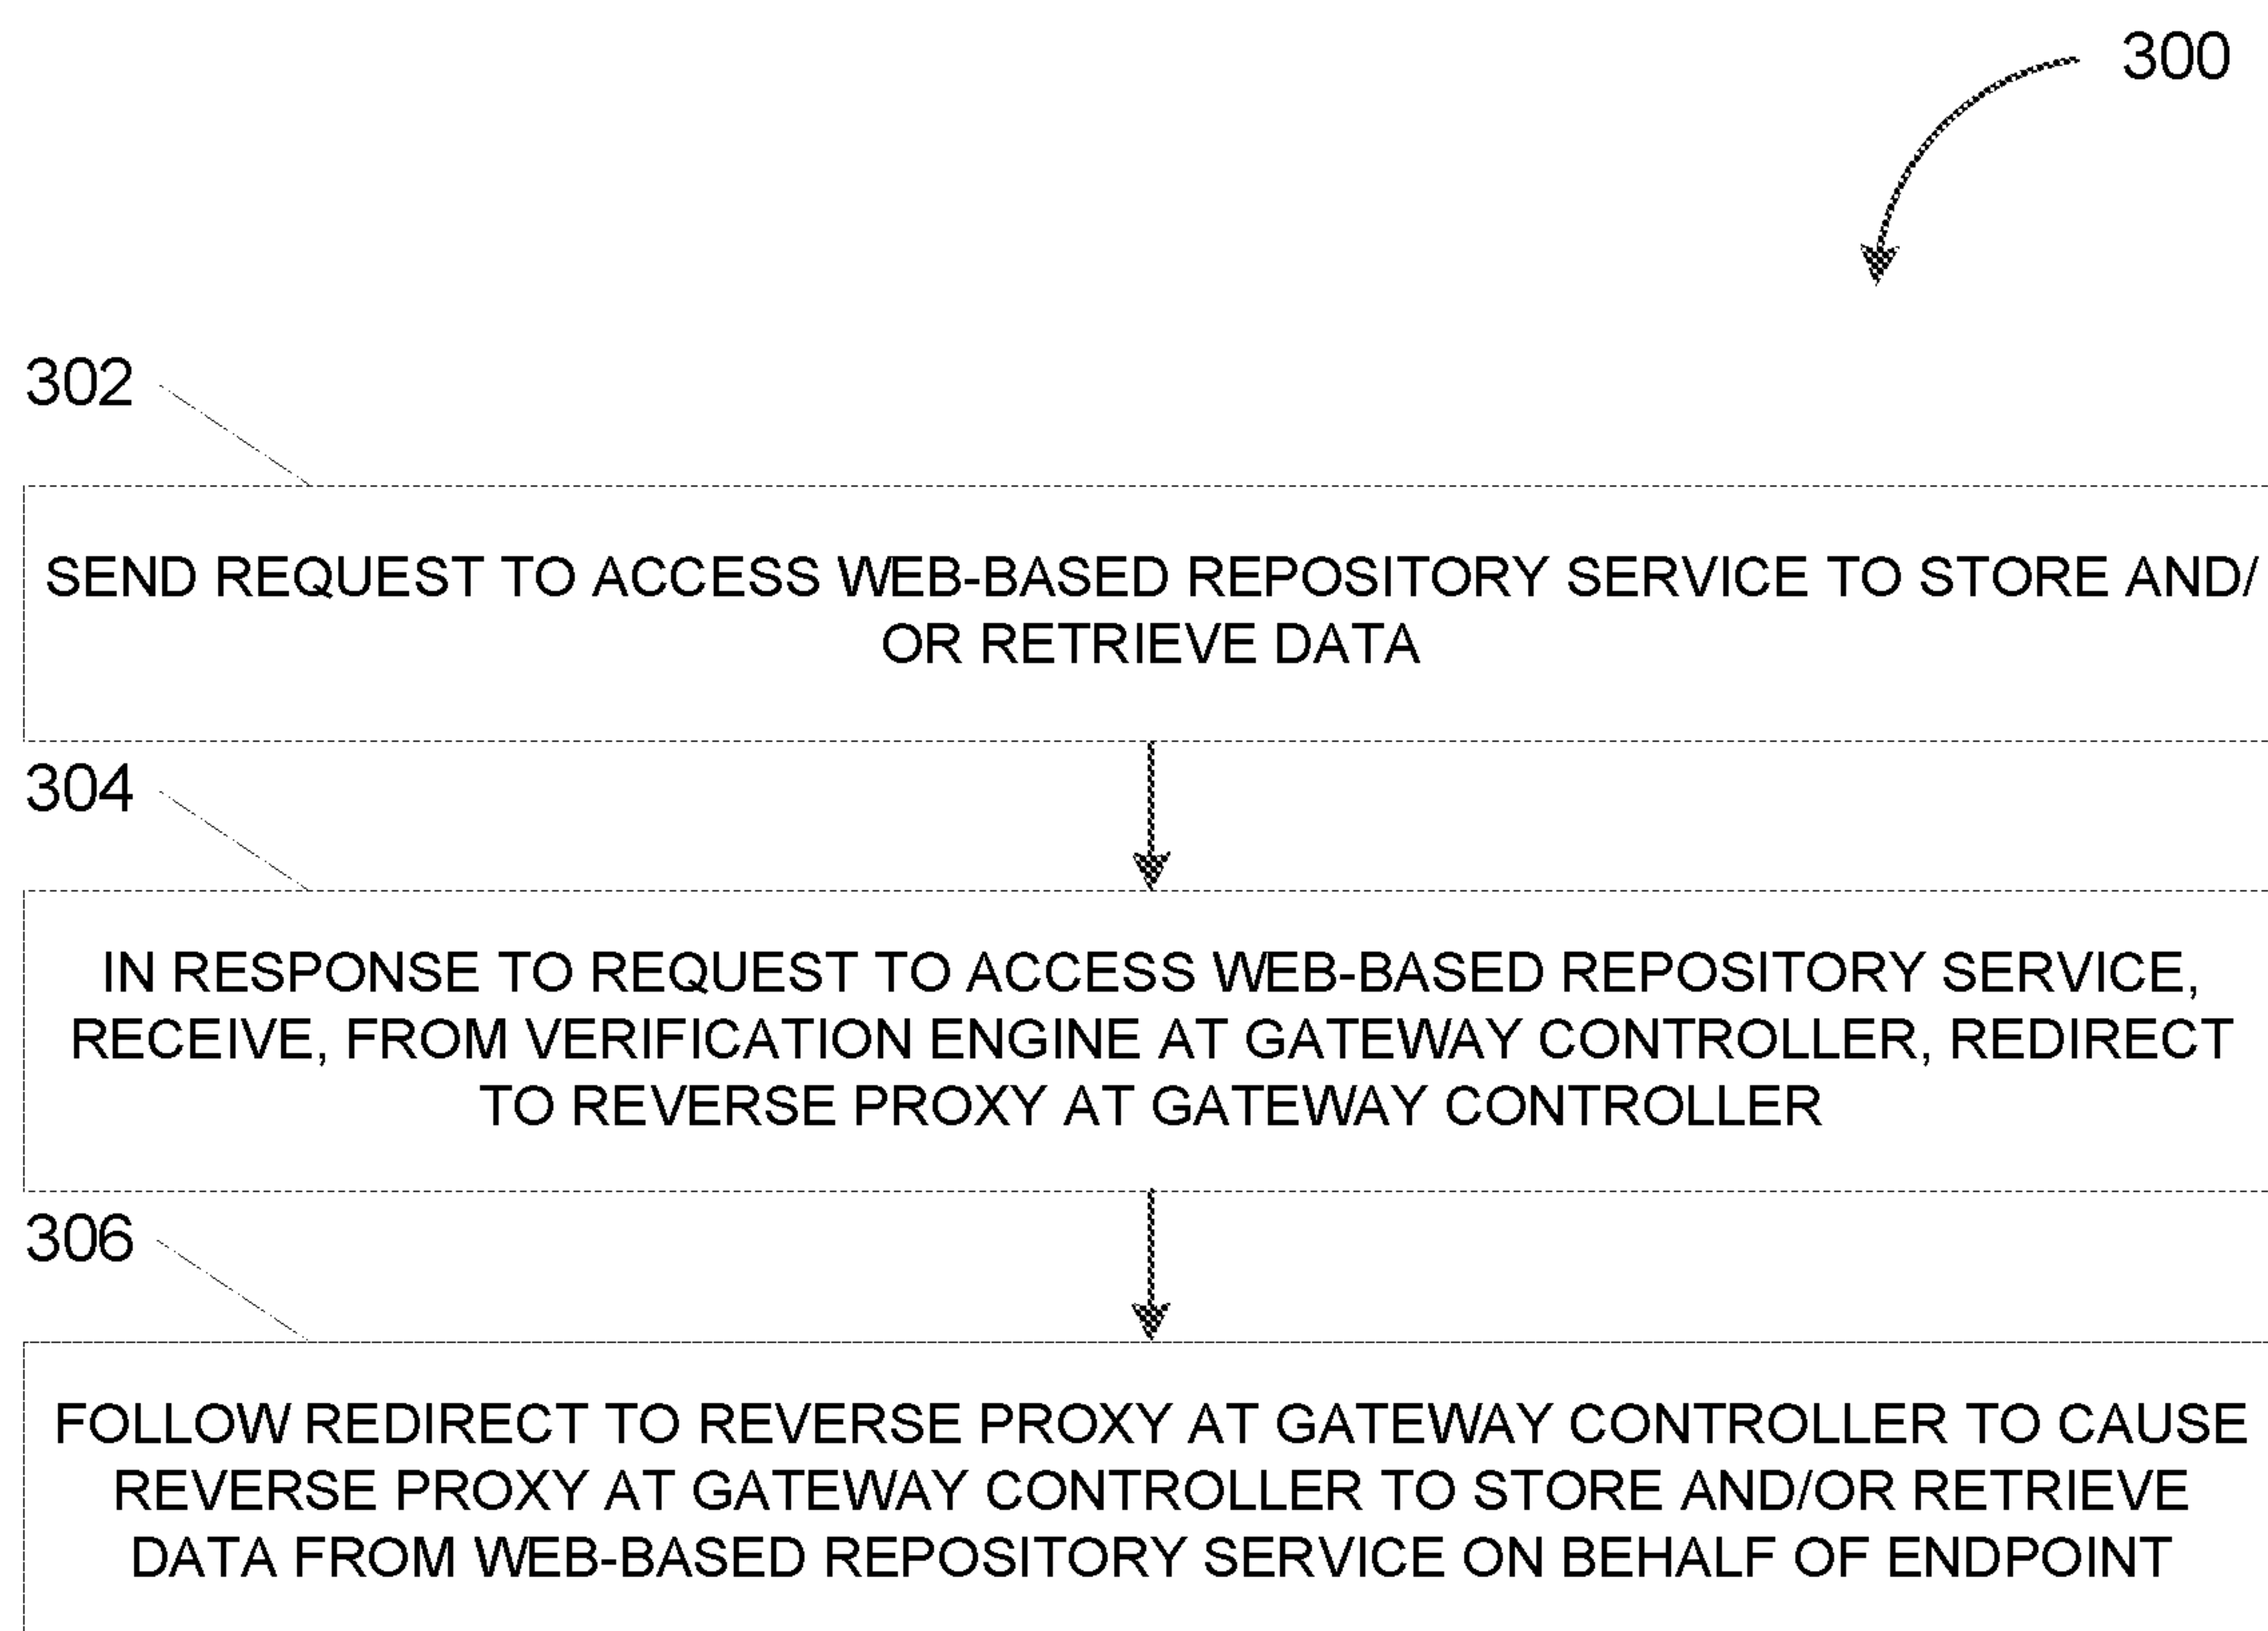 300
302
SEND REQUEST TO ACCESS WEB-BASED REPOSITORY SERVICE TO STORE AND/
OR RETRIEVE DATA
304
IN RESPONSE TO REQUEST TO ACCESS WEB-BASED REPOSITORY SERVICE,
RECEIVE, FROM VERIFICATION ENGINE AT GATEWAY CONTROLLER, REDIRECT
TO REVERSE PROXY AT GATEWAY CONTROLLER
306
FOLLOW REDIRECT TO REVERSE PROXY AT GATEWAY CONTROLLER TO CAUSE
REVERSE PROXY AT GATEWAY CONTROLLER TO STORE AND/OR RETRIEVE
DATA FROM WEB-BASED REPOSITORY SERVICE ON BEHALF OF ENDPOINT